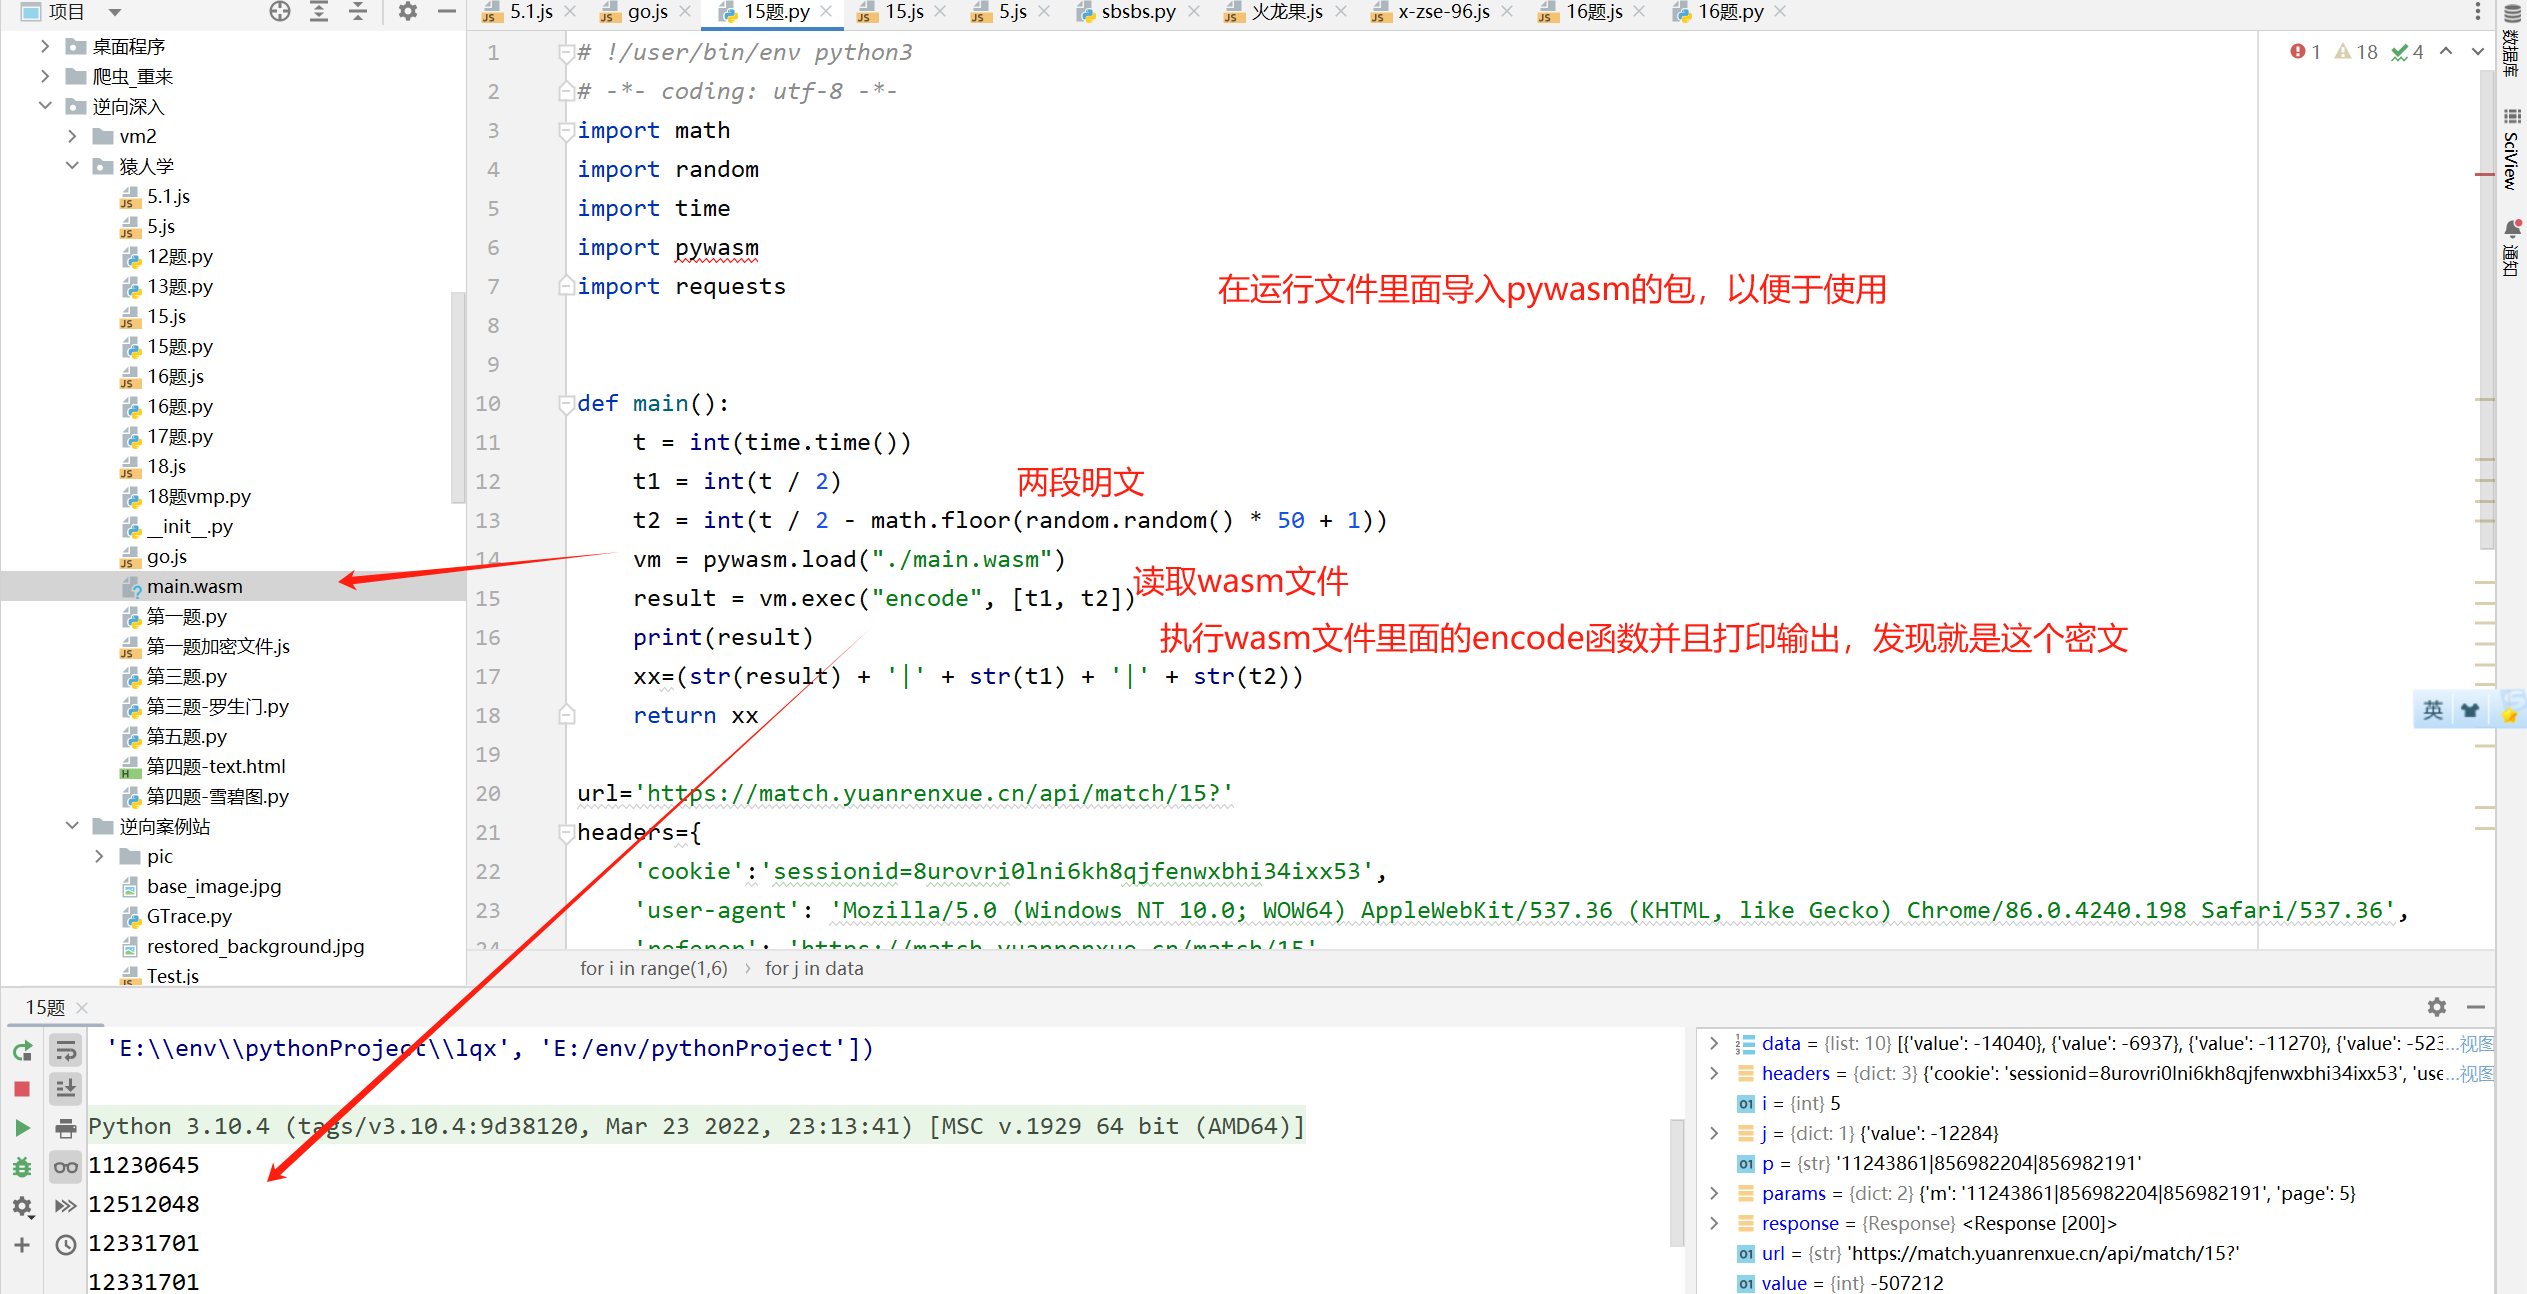 项目
5.1.js
go.js
15题.py
15.js
5.js
sbsbs.py
火龙果.js
x-zse-96.js
16题.js
16题.py
桌面程序
爬虫_重来
逆向深入
vm2
猿人学
5.1.js
5.js
12题.py
13题.py
15.js
15题.py
16题.js
16题.py
17题.py
18.js
18题vmp.py
__init__.py
go.js
main.wasm
第一题.py
第一题加密文件.js
第三题.py
第三题-罗生门.py
第五题.py
第四题-text.html
第四题-雪碧图.py
逆向案例站
pic
base_image.jpg
GTrace.py
restored_background.jpg
Test.js
1 # !/user/bin/env python3
2 # -*- coding: utf-8 -*-
3 import math
4 import random
5 import time
6 import pywasm
7 import requests
8
9
10 def main():
11 t = int(time.time())
12 t1 = int(t / 2)
13 t2 = int(t / 2 - math.floor(random.random() * 50 + 1))
14 vm = pywasm.load("./main.wasm")
15 result = vm.exec("encode", [t1, t2])
16 print(result)
17 xx=(str(result) + '|' + str(t1) + '|' + str(t2))
18 return xx
19
20 url='https://match.yuanrenxue.cn/api/match/15?'
21 headers={
22 'cookie':'sessionid=8urovri0lni6kh8qjfenwxbhi34ixx53',
23 'user-agent': 'Mozilla/5.0 (Windows NT 10.0; WOW64) AppleWebKit/537.36 (KHTML, like Gecko) Chrome/86.0.4240.198 Safari/537.36',
24 'referer': 'https://match.yuanrenxue.cn/match/15'
在运行文件里面导入pywasm的包，以便于使用
两段明文
读取wasm文件
执行wasm文件里面的encode函数并且打印输出，发现就是这个密文
1 18 4
数据库
SciView
通知
英
for i in range(1,6) › for j in data
15题
'E:\\env\\pythonProject\\lqx', 'E:/env/pythonProject'])
Python 3.10.4 (tags/v3.10.4:9d38120, Mar 23 2022, 23:13:41) [MSC v.1929 64 bit (AMD64)]
11230645
12512048
12331701
12331701
data = {list: 10} [{'value': -14040}, {'value': -6937}, {'value': -11270}, {'value': -523...视图
headers = {dict: 3} {'cookie': 'sessionid=8urovri0lni6kh8qjfenwxbhi34ixx53', 'use...视图
i = {int} 5
j = {dict: 1} {'value': -12284}
p = {str} '11243861|856982204|856982191'
params = {dict: 2} {'m': '11243861|856982204|856982191', 'page': 5}
response = {Response} <Response [200]>
url = {str} 'https://match.yuanrenxue.cn/api/match/15?'
value = {int} -507212